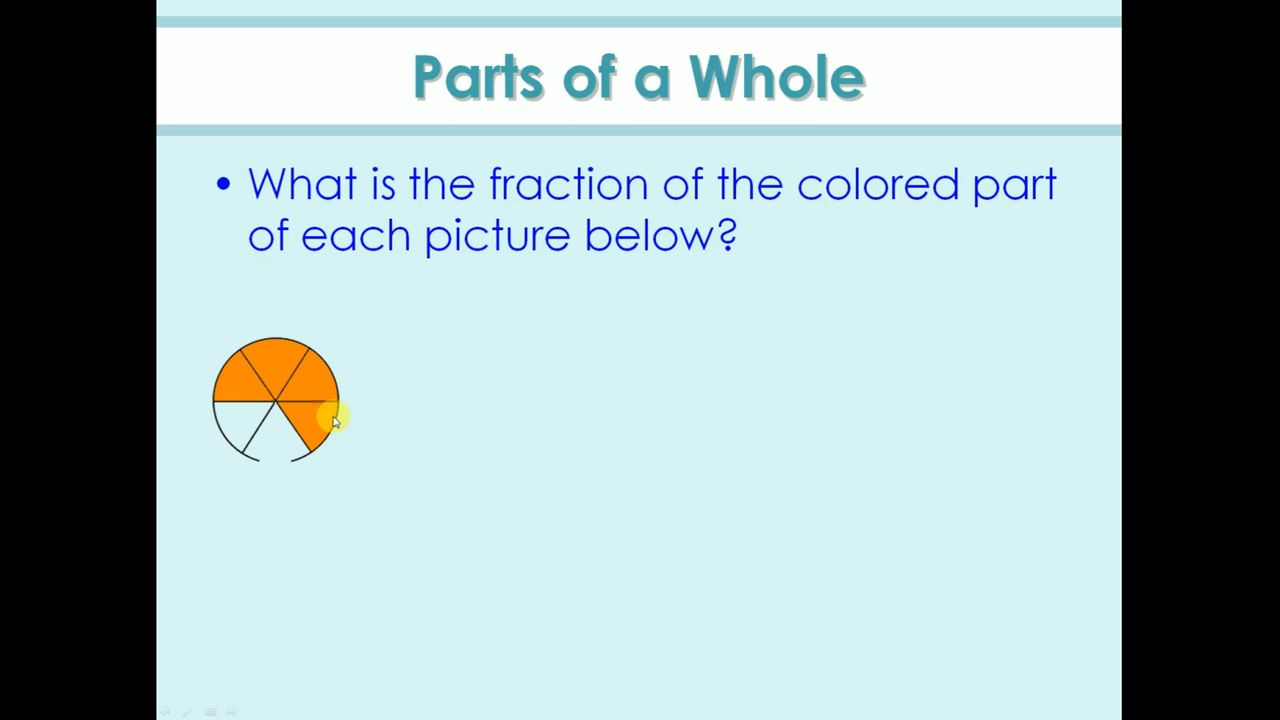 Parts of a Whole
• What is the fraction of the colored part
of each picture below?